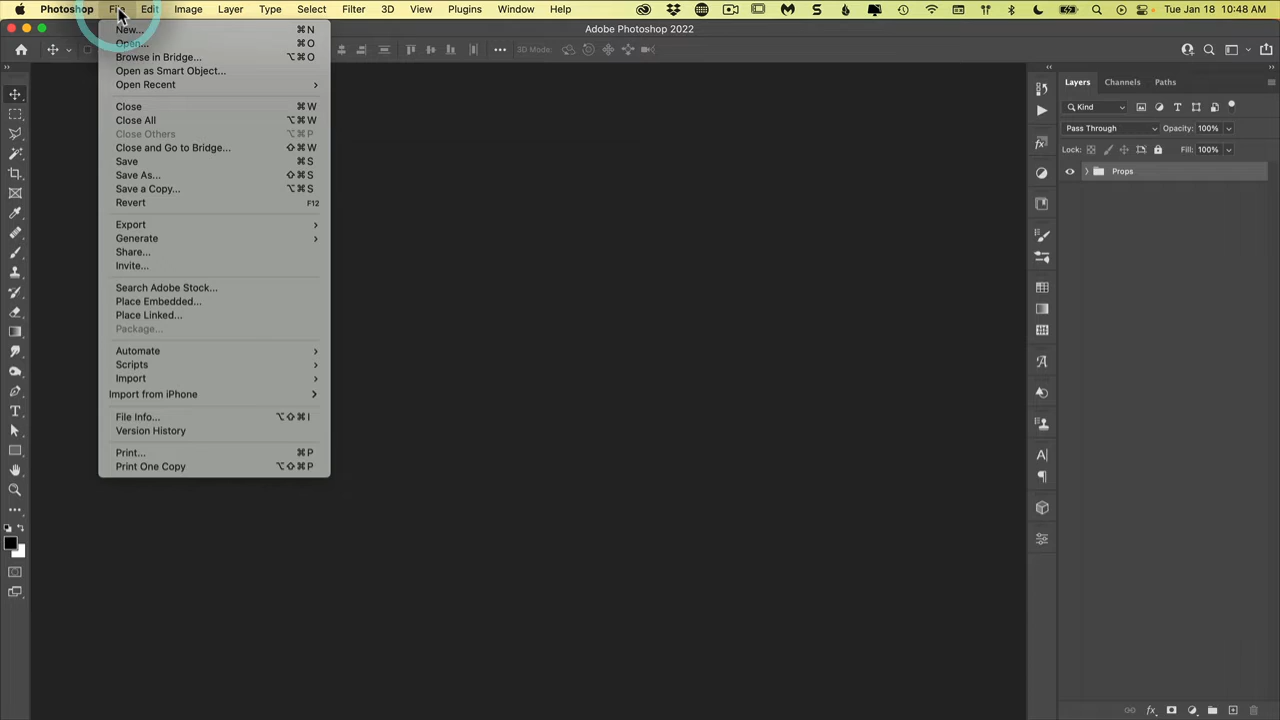 Photoshop File Edit Image Layer Type Select Filter 3D View Plugins Window Help Tue Jan 18 10:48 AM
Adobe Photoshop 2022
3D Mode:
New... ⌘N
Open... ⌘O
Browse in Bridge... ⌥⌘O
Open as Smart Object...
Open Recent
Close ⌘W
Close All ⌥⌘W
Close Others ⌥⌘P
Close and Go to Bridge... ⇧⌘W
Save ⌘S
Save As... ⇧⌘S
Save a Copy... ⌥⌘S
Revert F12
Export
Generate
Share...
Invite...
Search Adobe Stock...
Place Embedded...
Place Linked...
Package...
Automate
Scripts
Import
Import from iPhone
File Info... ⌥⇧⌘I
Version History
Print... ⌘P
Print One Copy ⌥⇧⌘P
Layers Channels Paths
Kind
Pass Through Opacity: 100%
Lock: Fill: 100%
Props